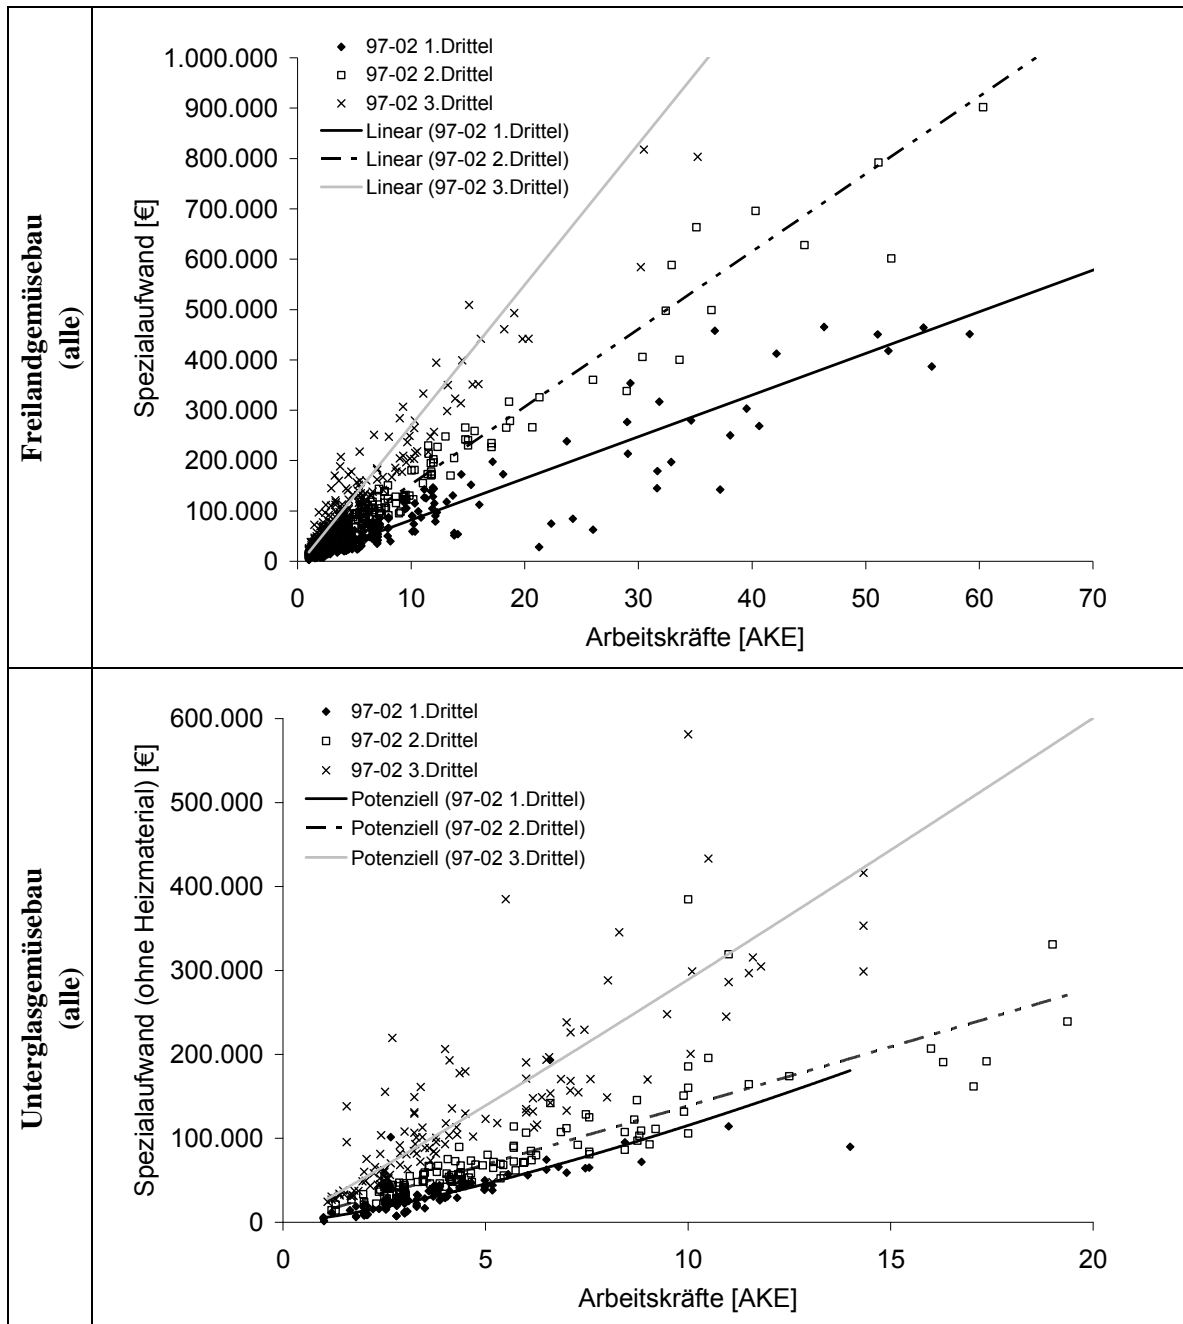 Freilandgemüsebau
(alle)
Spezialaufwand [€]
1.000.000
900.000
800.000
700.000
600.000
500.000
400.000
300.000
200.000
100.000
0
97-02 1.Drittel
97-02 2.Drittel
97-02 3.Drittel
Linear (97-02 1.Drittel)
Linear (97-02 2.Drittel)
Linear (97-02 3.Drittel)
0 10 20 30 40 50 60 70
Arbeitskräfte [AKE]
Unterglasgemüsebau
(alle)
Spezialaufwand (ohne Heizmaterial) [€]
600.000
500.000
400.000
300.000
200.000
100.000
0
97-02 1.Drittel
97-02 2.Drittel
97-02 3.Drittel
Potenziell (97-02 1.Drittel)
Potenziell (97-02 2.Drittel)
Potenziell (97-02 3.Drittel)
0 5 10 15 20
Arbeitskräfte [AKE]